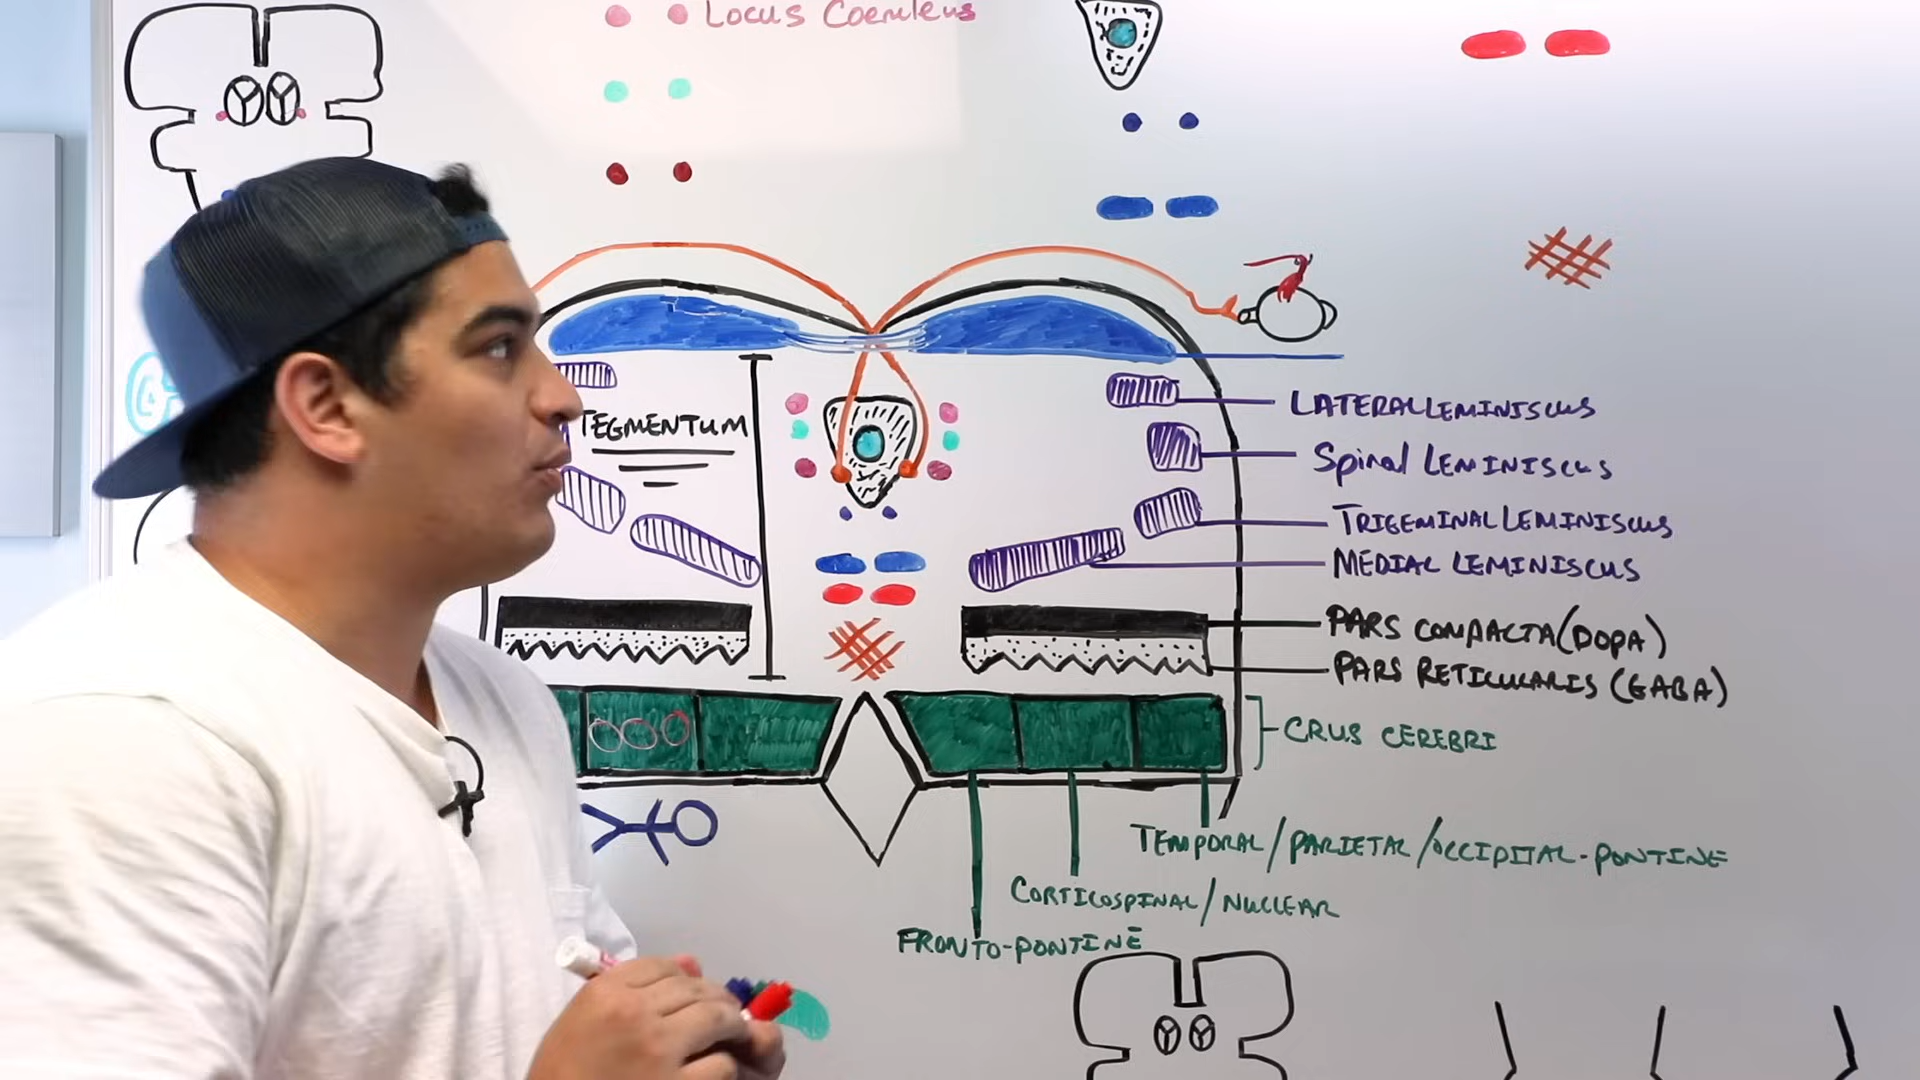 Locus Coeruleus
TEGMENTUM
LATERAL LEMINISCUS
Spinal LEMINISCUS
TRIGEMINAL LEMINISCUS
MEDIAL LEMINISCUS
PARS COMPACTA (DOPA)
PARS RETICULARIS (GABA)
CRUS CEREBRI
TEMPORAL/PARIETAL/OCCIPITAL-PONTINE
CORTICOSPINAL/NUCLEAR
FRONTO-PONTINE